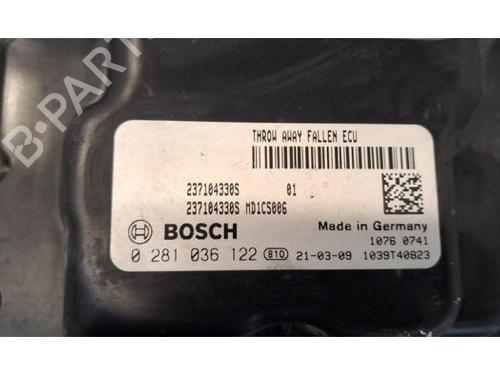 THROW AWAY FALLEN ECU
237104330S 01
237104330S MD1CS006
BOSCH
Made in Germany
1076 0741
0 281 036 122 810 21-03-09 1039T40823
B-PARTS